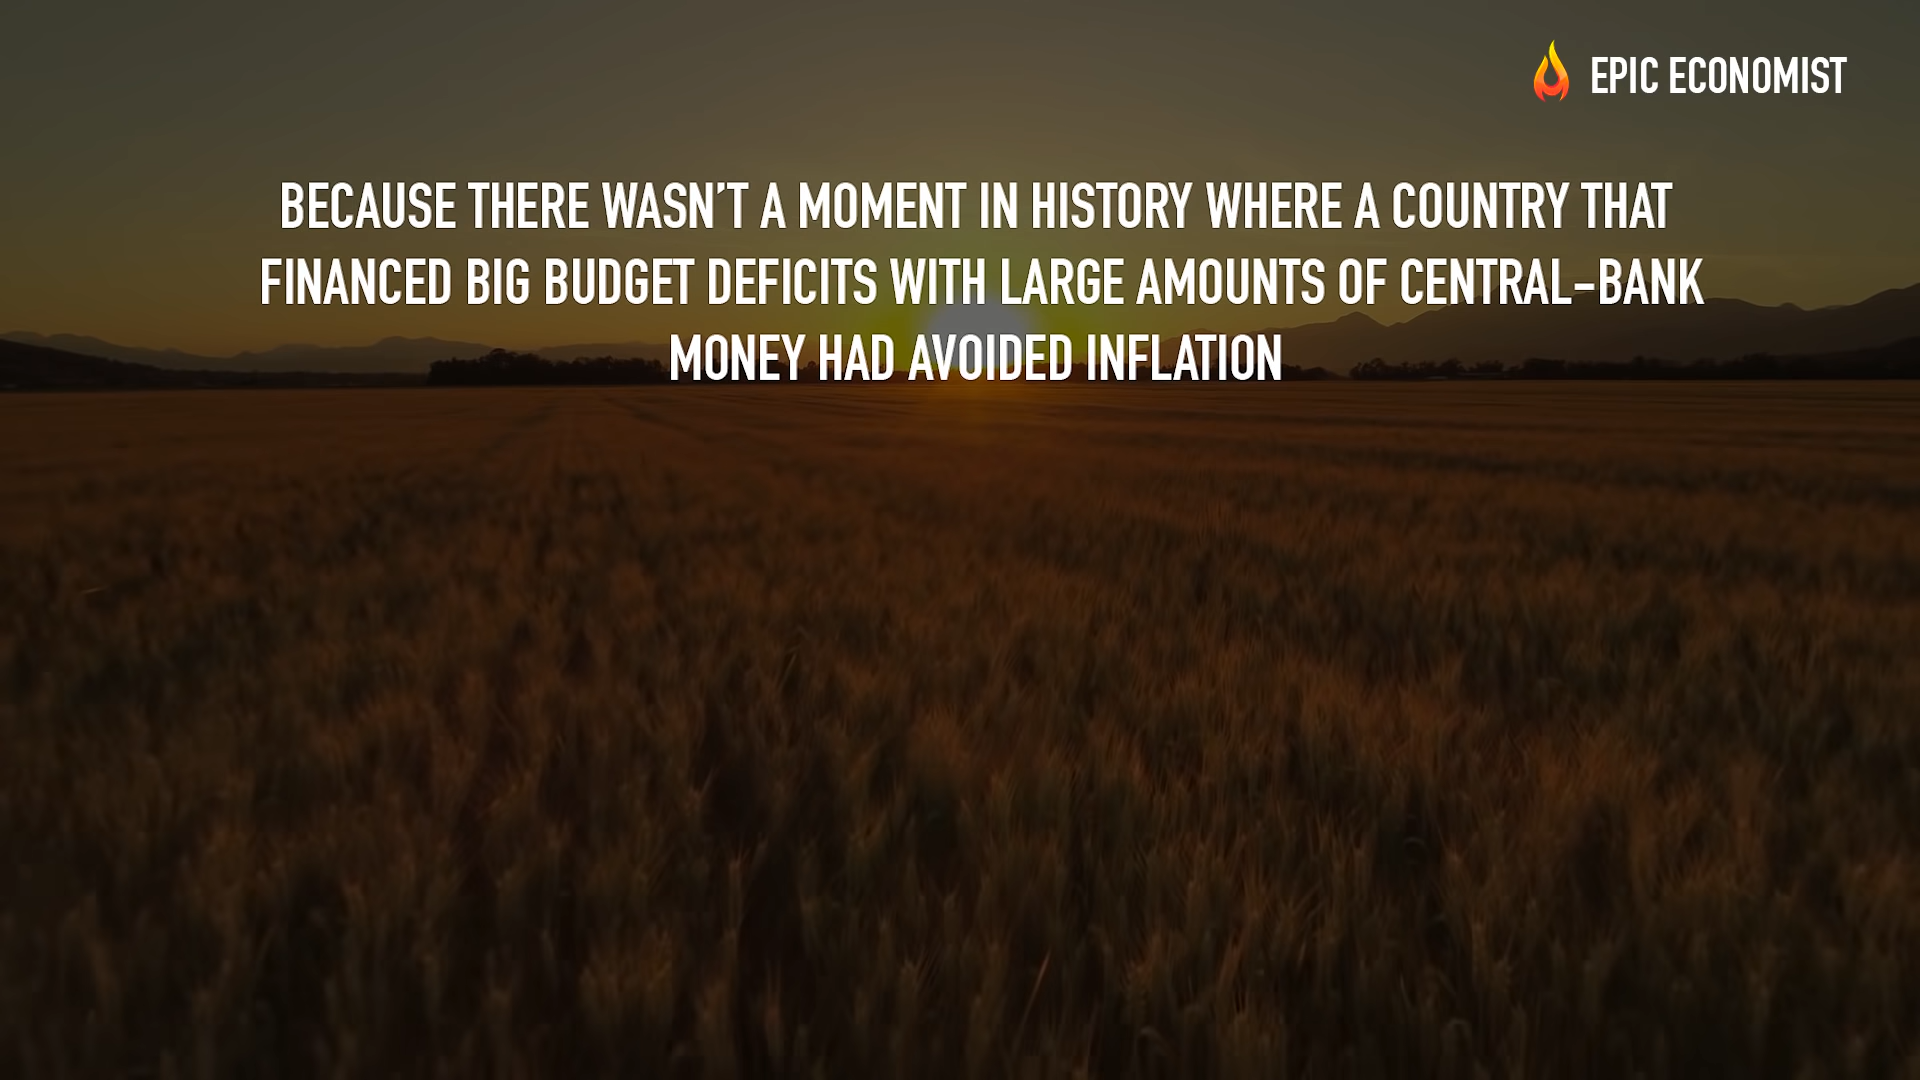 EPIC ECONOMIST
BECAUSE THERE WASN'T A MOMENT IN HISTORY WHERE A COUNTRY THAT
FINANCED BIG BUDGET DEFICITS WITH LARGE AMOUNTS OF CENTRAL-BANK
MONEY HAD AVOIDED INFLATION